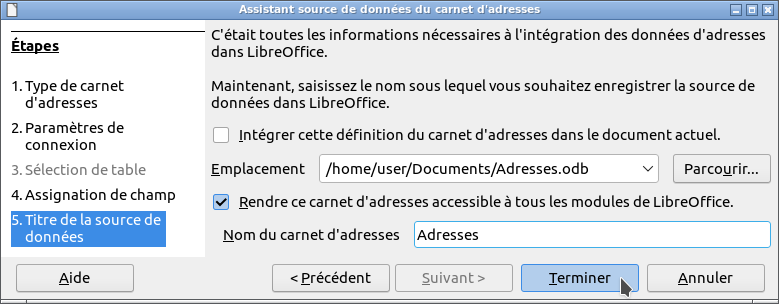 Assistant source de données du carnet d'adresses
Étapes
1. Type de carnet
d'adresses
2. Paramètres de
connexion
3. Sélection de table
4. Assignation de champ
5. Titre de la source de
données
C'était toutes les informations nécessaires à l'intégration des données d'adresses
dans LibreOffice.
Maintenant, saisissez le nom sous lequel vous souhaitez enregistrer la source de
données dans LibreOffice.
Intégrer cette définition du carnet d'adresses dans le document actuel.
Emplacement
/home/user/Documents/Adresses.odb
Parcourir...
Rendre ce carnet d'adresses accessible à tous les modules de LibreOffice.
Nom du carnet d'adresses
Adresses
Aide
< Précédent
Suivant >
Terminer
Annuler